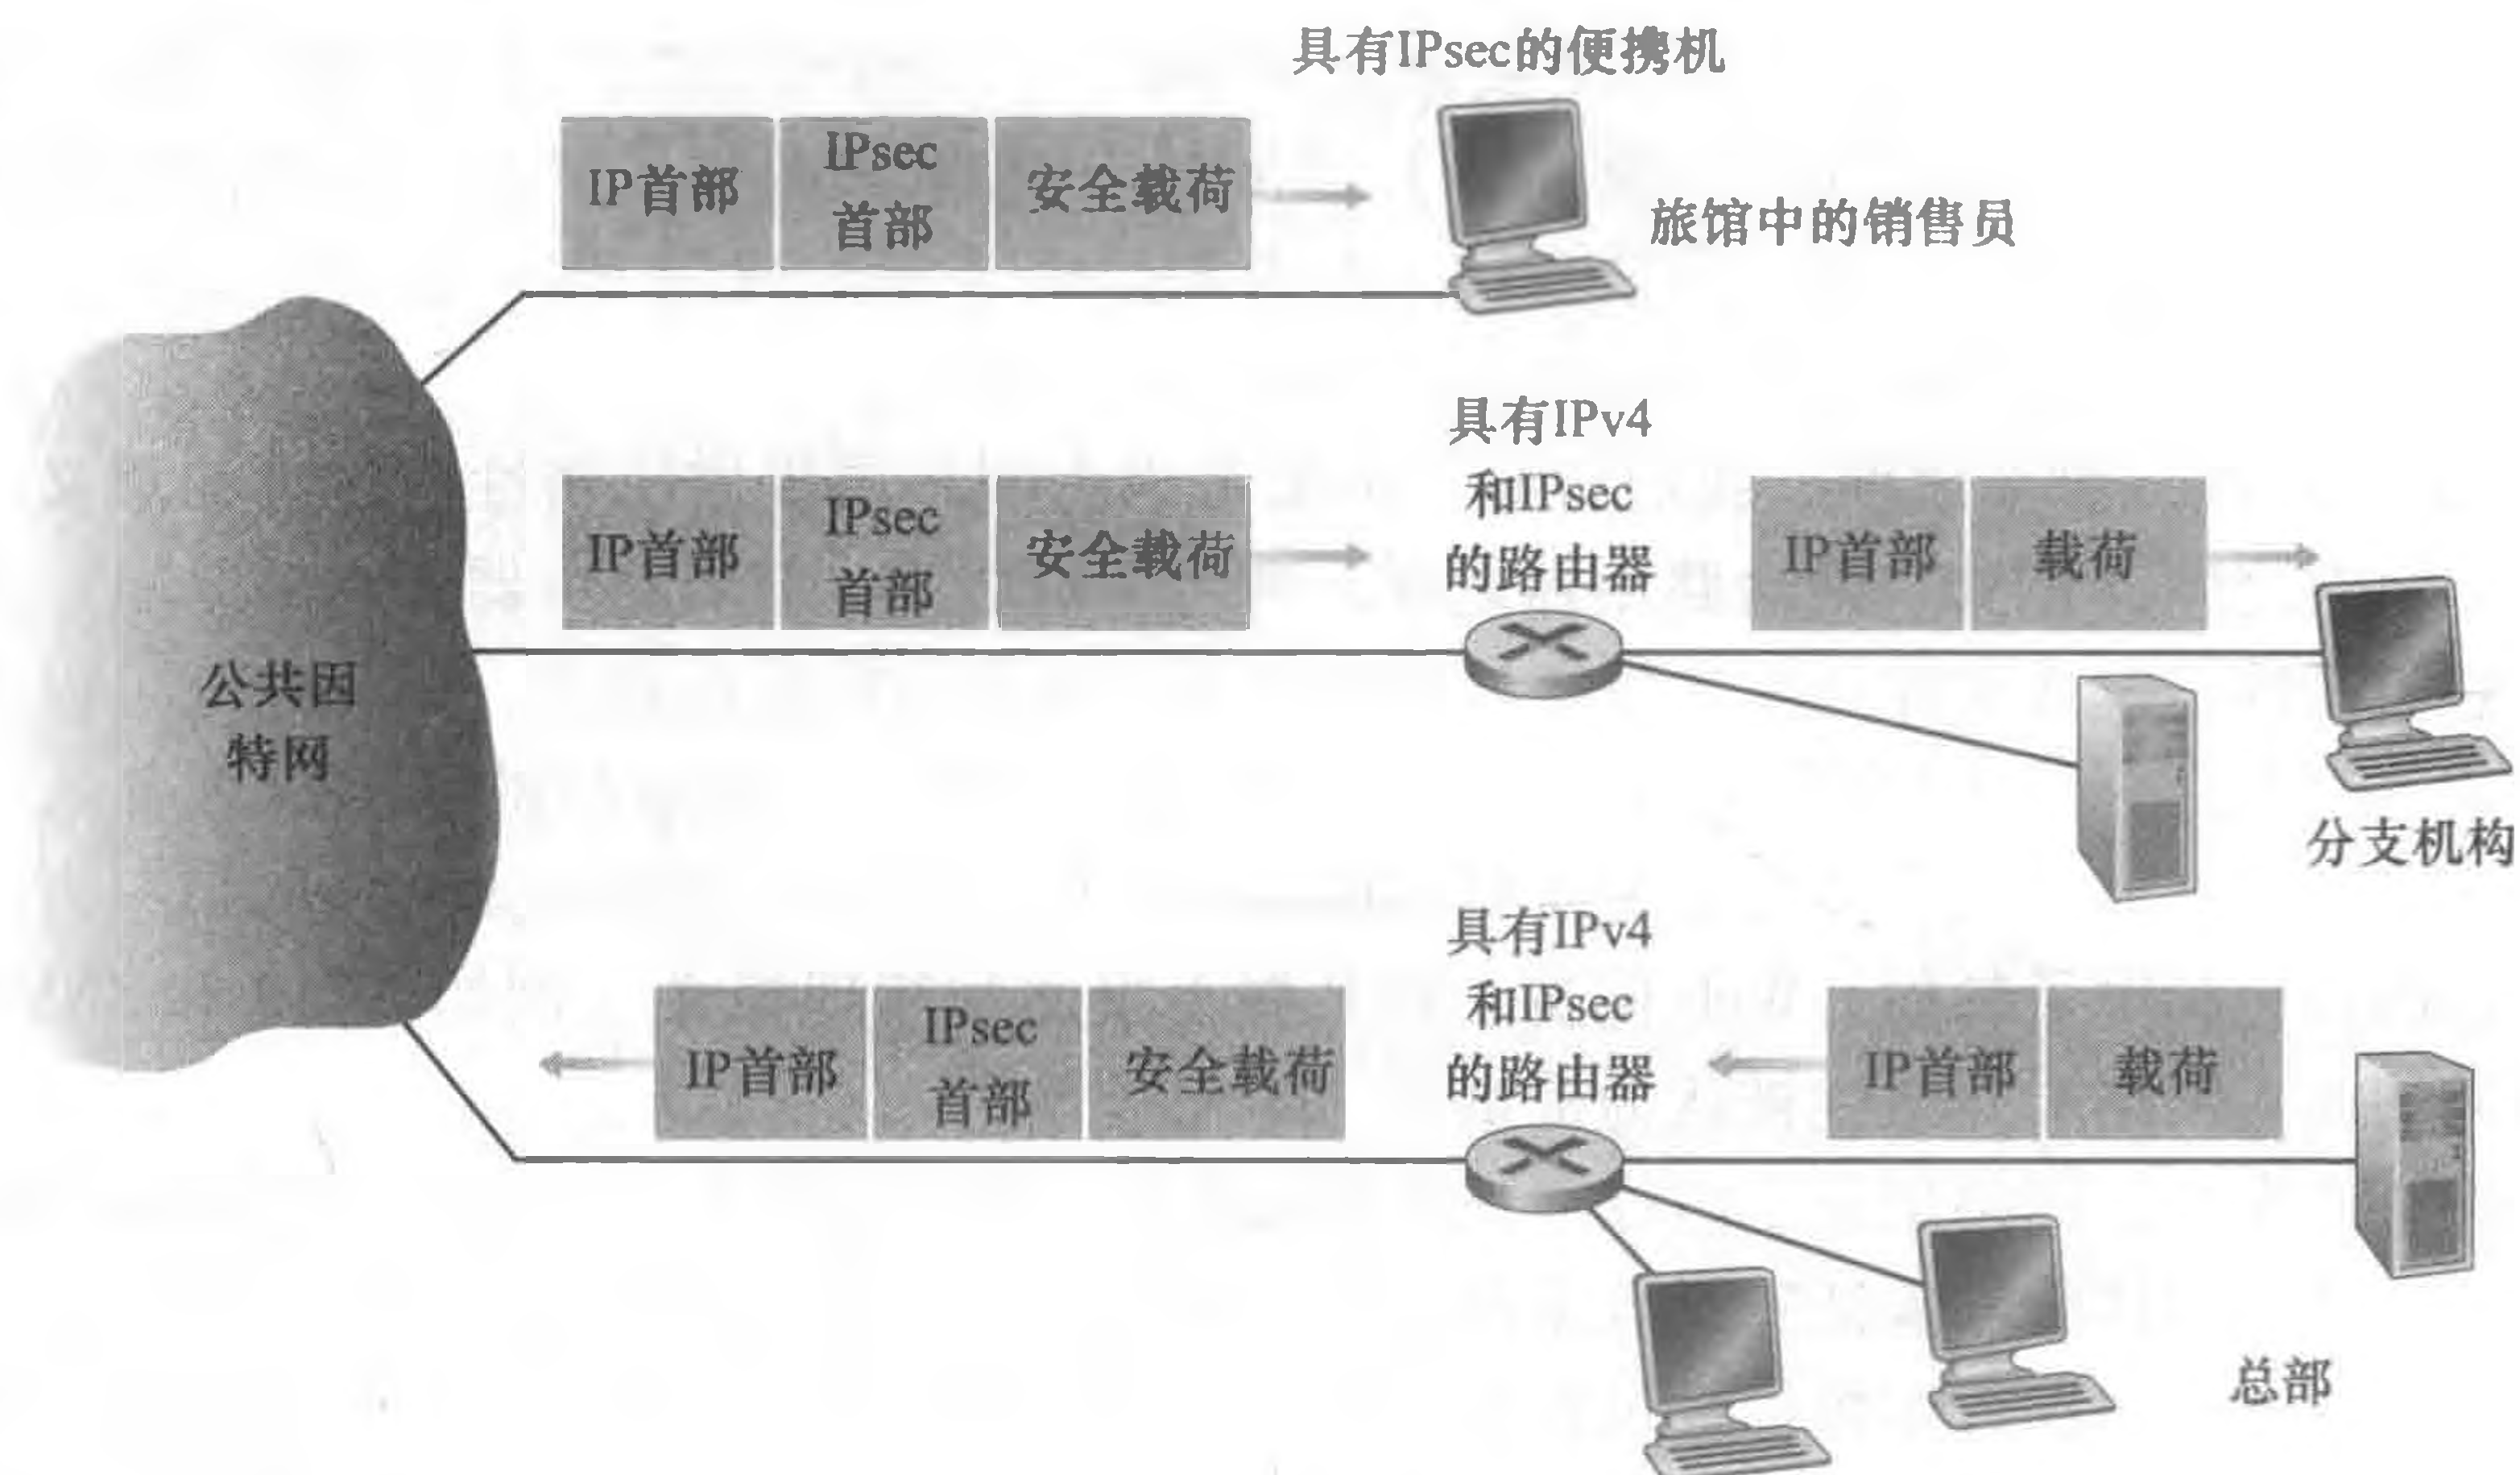 具有IPsec的便携机
IP首部
IPsec
首部
安全载荷
旅馆中的销售员
具有IPv4
和IPsec
的路由器
IP首部
IPsec
首部
安全载荷
IP首部
载荷
公共因
特网
分支机构
具有IPv4
和IPsec
的路由器
IP首部
IPsec
首部
安全载荷
IP首部
载荷
总部